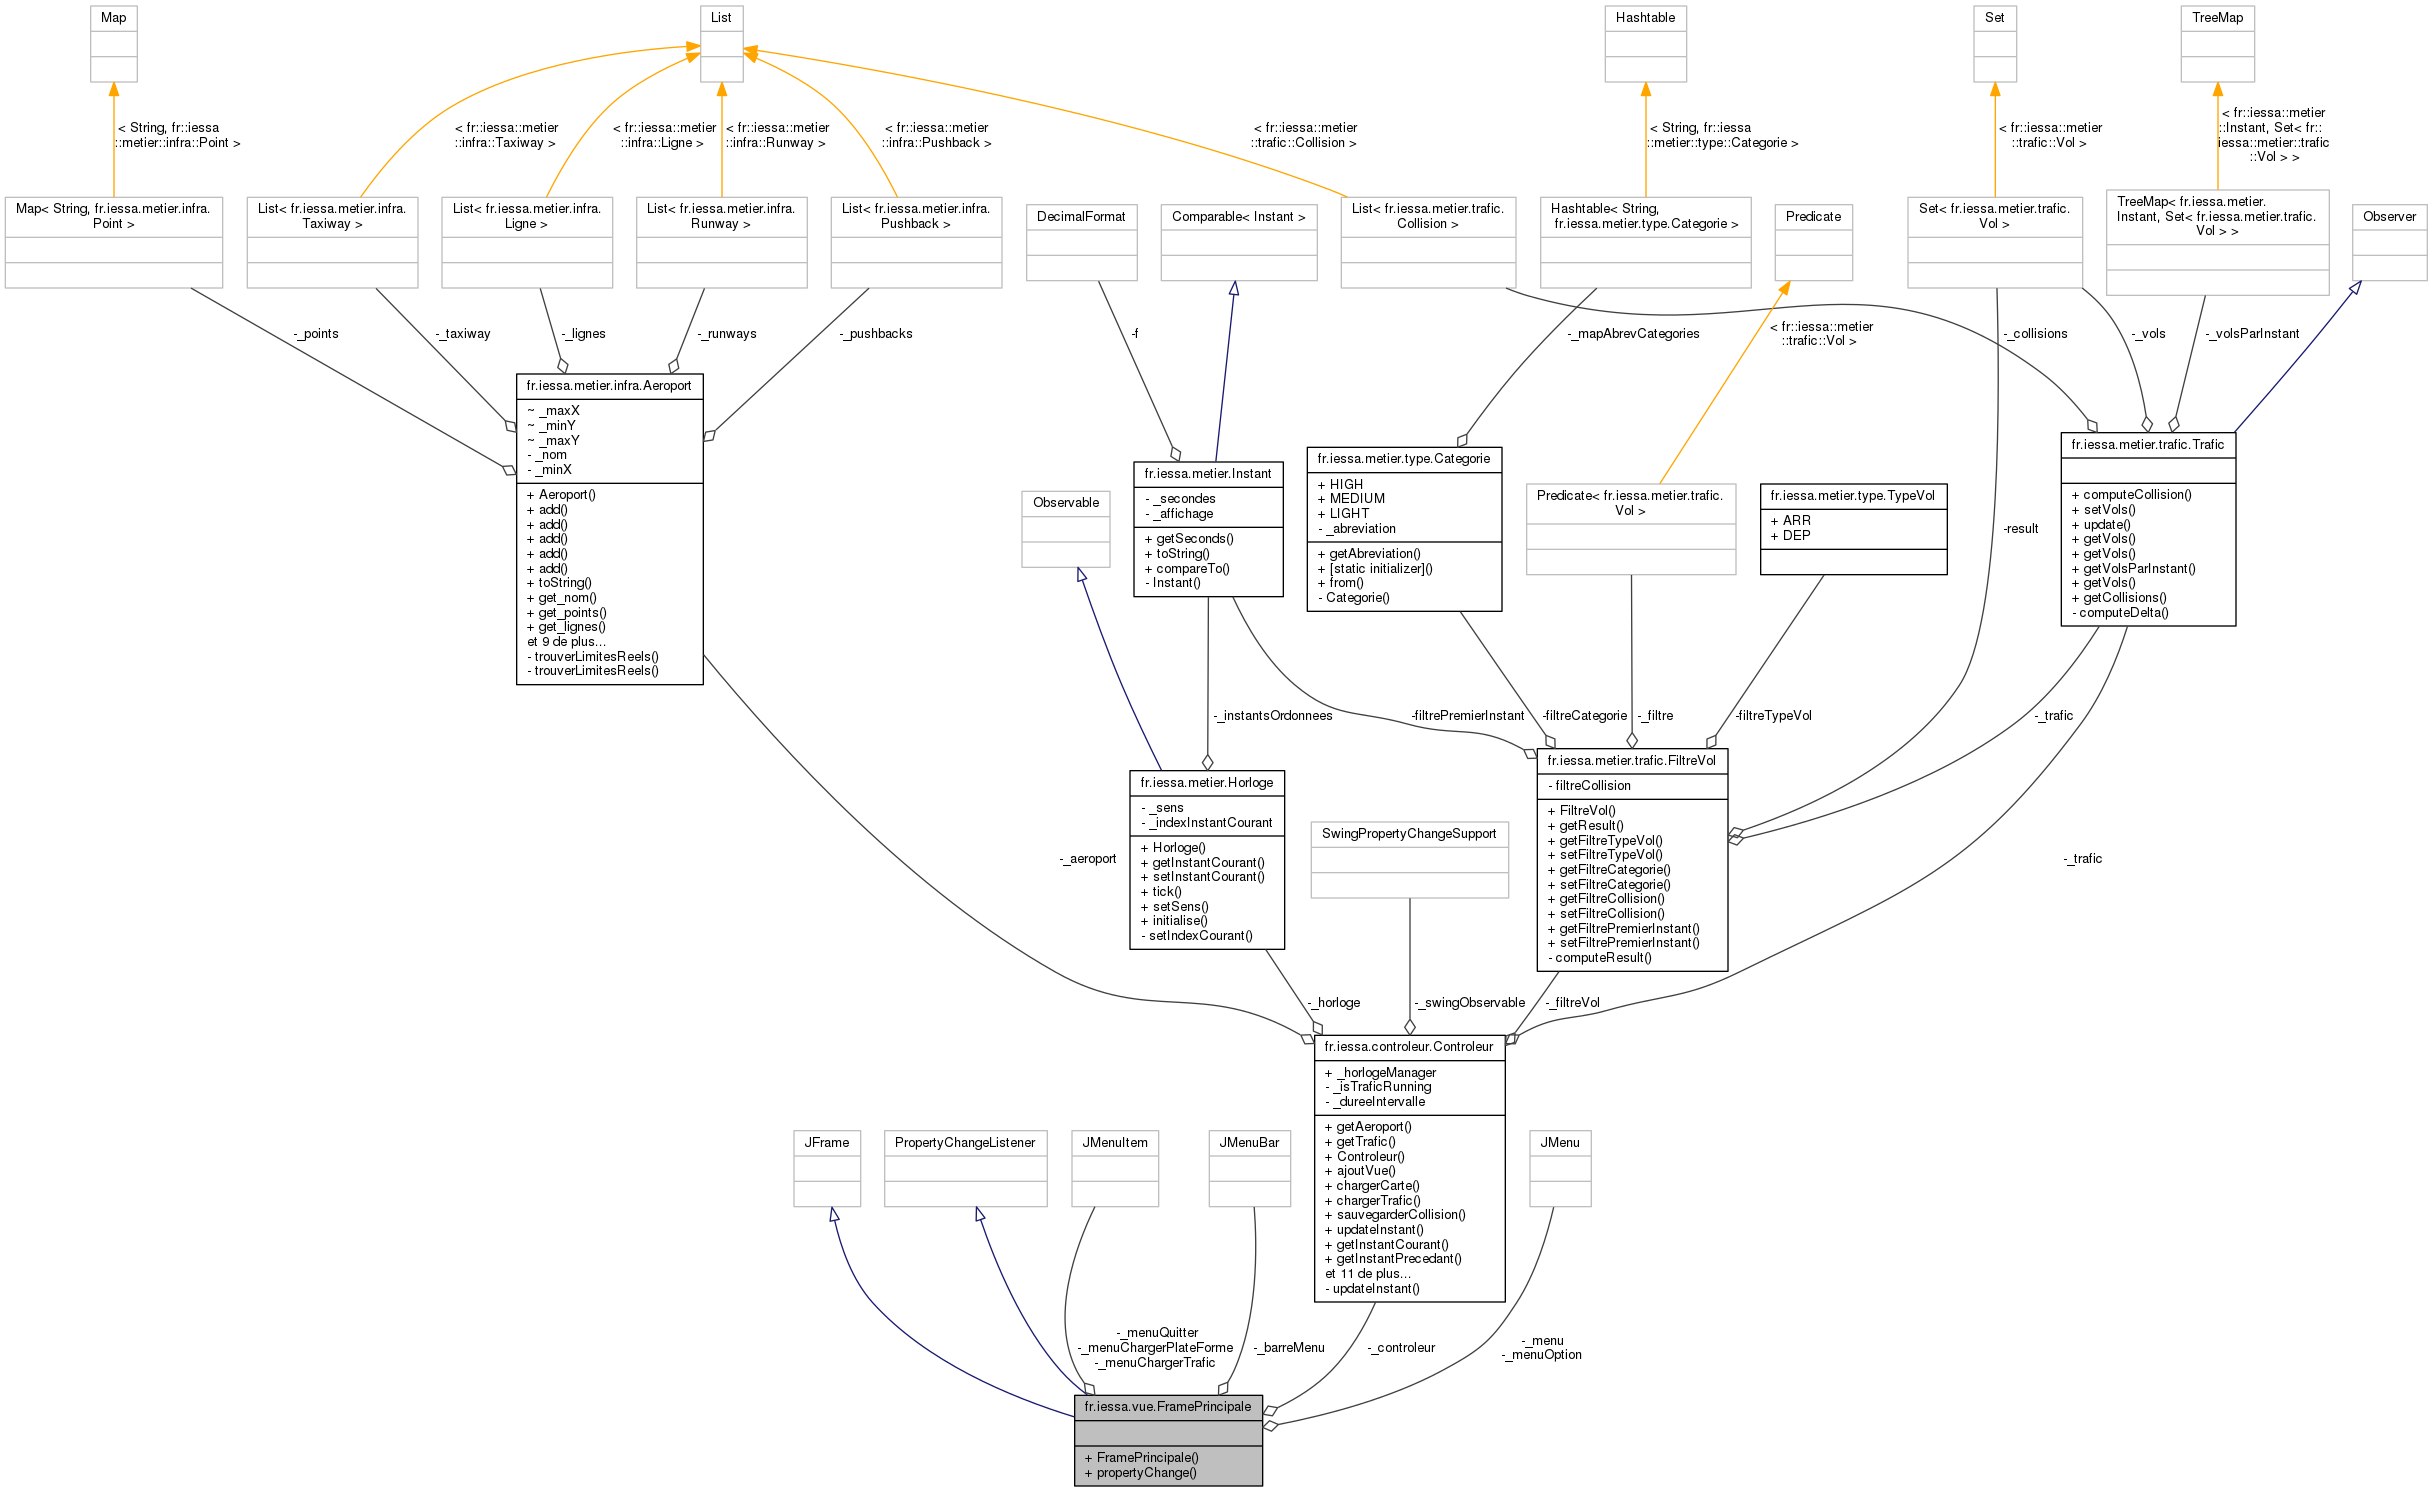 Map
List
Hashtable
Set
TreeMap
< String, fr::iessa
::metier::infra::Point >
< fr::iessa::metier
::infra::Taxiway >
< fr::iessa::metier
::infra::Ligne >
< fr::iessa::metier
::infra::Runway >
< fr::iessa::metier
::infra::Pushback >
< fr::iessa::metier
::trafic::Collision >
< String, fr::iessa
::metier::type::Categorie >
< fr::iessa::metier
::trafic::Vol >
< fr::iessa::metier
::Instant, Set< fr::
iessa::metier::trafic
::Vol > >
Map< String, fr.iessa.metier.infra.
Point >
List< fr.iessa.metier.infra.
Taxiway >
List< fr.iessa.metier.infra.
Ligne >
List< fr.iessa.metier.infra.
Runway >
List< fr.iessa.metier.infra.
Pushback >
DecimalFormat
Comparable< Instant >
List< fr.iessa.metier.trafic.
Collision >
Hashtable< String,
fr.iessa.metier.type.Categorie >
Predicate
Set< fr.iessa.metier.trafic.
Vol >
TreeMap< fr.iessa.metier.
Instant, Set< fr.iessa.metier.trafic.
Vol > >
Observer
-_points
-_taxiway
-_lignes
-_runways
-_pushbacks
-f
-_mapAbrevCategories
< fr::iessa::metier
::trafic::Vol >
-_collisions
-_vols
-_volsParInstant
fr.iessa.metier.infra.Aeroport
~ _maxX
~ _minY
~ _maxY
- _nom
- _minX
+ Aeroport()
+ add()
+ add()
+ add()
+ add()
+ add()
+ toString()
+ get_nom()
+ get_points()
+ get_lignes()
et 9 de plus...
- trouverLimitesReels()
- trouverLimitesReels()
Observable
fr.iessa.metier.Instant
- _secondes
- _affichage
+ getSeconds()
+ toString()
+ compareTo()
- Instant()
fr.iessa.metier.type.Categorie
+ HIGH
+ MEDIUM
+ LIGHT
- _abreviation
+ getAbreviation()
+ [static initializer]()
+ from()
- Categorie()
Predicate< fr.iessa.metier.trafic.
Vol >
fr.iessa.metier.type.TypeVol
+ ARR
+ DEP
-result
fr.iessa.metier.trafic.Trafic
+ computeCollision()
+ setVols()
+ update()
+ getVols()
+ getVols()
+ getVolsParInstant()
+ getVols()
+ getCollisions()
- computeDelta()
-_instantsOrdonnees
-filtrePremierInstant
-filtreCategorie
-_filtre
-filtreTypeVol
-_trafic
fr.iessa.metier.Horloge
- _sens
- _indexInstantCourant
+ Horloge()
+ getInstantCourant()
+ setInstantCourant()
+ tick()
+ setSens()
+ initialise()
- setIndexCourant()
SwingPropertyChangeSupport
fr.iessa.metier.trafic.FiltreVol
- filtreCollision
+ FiltreVol()
+ getResult()
+ getFiltreTypeVol()
+ setFiltreTypeVol()
+ getFiltreCategorie()
+ setFiltreCategorie()
+ getFiltreCollision()
+ setFiltreCollision()
+ getFiltrePremierInstant()
+ setFiltrePremierInstant()
- computeResult()
-_aeroport
-_trafic
-_horloge
-_swingObservable
-_filtreVol
fr.iessa.controleur.Controleur
+ _horlogeManager
- _isTraficRunning
- _dureeIntervalle
+ getAeroport()
+ getTrafic()
+ Controleur()
+ ajoutVue()
+ chargerCarte()
+ chargerTrafic()
+ sauvegarderCollision()
+ updateInstant()
+ getInstantCourant()
+ getInstantPrecedant()
et 11 de plus...
- updateInstant()
JFrame
PropertyChangeListener
JMenuItem
JMenuBar
JMenu
-_menuQuitter
-_menuChargerPlateForme
-_menuChargerTrafic
-_barreMenu
-_controleur
-_menu
-_menuOption
fr.iessa.vue.FramePrincipale
+ FramePrincipale()
+ propertyChange()